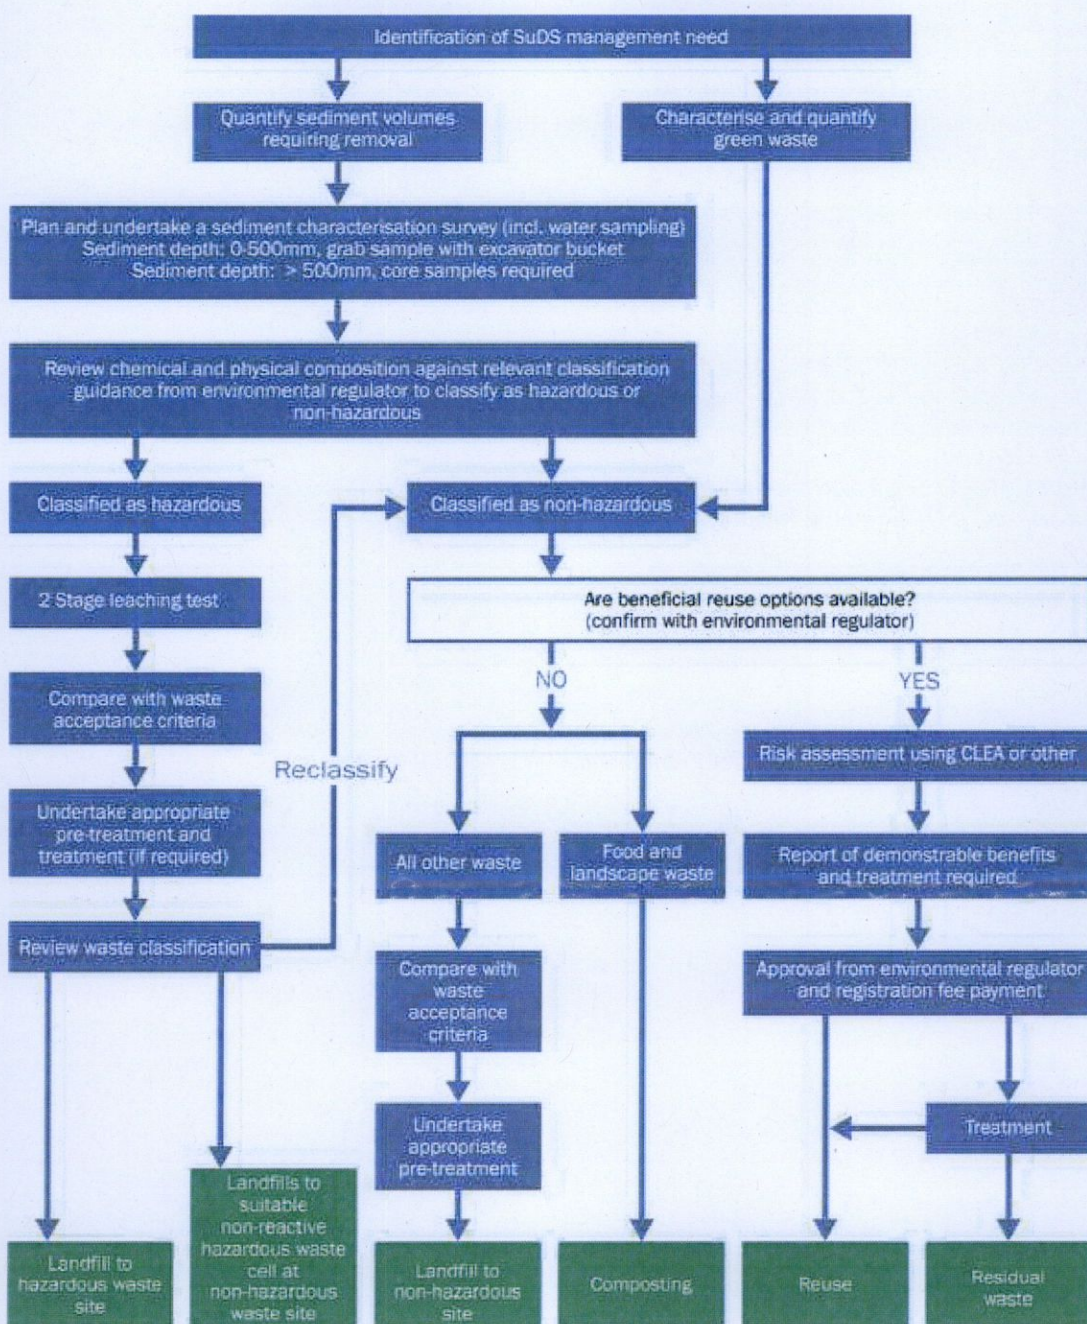 Identification of SuDS management need
Quantify sediment volumes
requiring removal
Characterise and quantify
green waste
Plan and undertake a sediment characterisation survey (incl. water sampling)
Sediment depth: 0-500mm, grab sample with excavator bucket
Sediment depth: > 500mm, core samples required
Review chemical and physical composition against relevant classification
guidance from environmental regulator to classify as hazardous or
non-hazardous
Classified as hazardous
Classified as non-hazardous
2 Stage leaching test
Are beneficial reuse options available?
(confirm with environmental regulator)
NO
YES
Compare with waste
acceptance criteria
Risk assessment using CLEA or other
Reclassify
Undertake appropriate
pre-treatment and
treatment (if required)
All other waste
Food and
landscape waste
Report of demonstrable benefits
and treatment required
Review waste classification
Compare with
waste
acceptance
criteria
Approval from environmental regulator
and registration fee payment
Undertake
appropriate
pre-treatment
Treatment
Landfill to
hazardous waste
site
Landfills to
suitable
non-reactive
hazardous waste
cell at
non-hazardous
waste site
Landfill to
non-hazardous
site
Composting
Reuse
Residual
waste